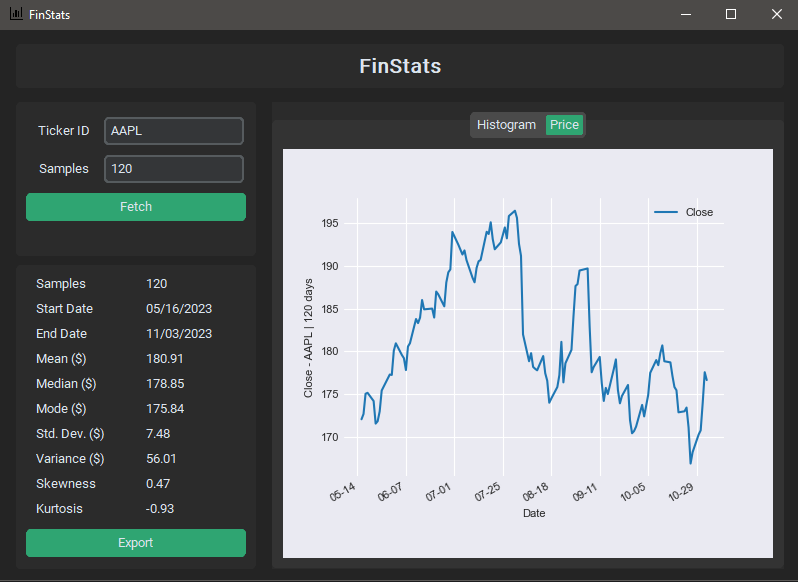 FinStats
FinStats
Ticker ID AAPL
Samples 120
Fetch
Samples 120
Start Date 05/16/2023
End Date 11/03/2023
Mean ($) 180.91
Median ($) 178.85
Mode ($) 175.84
Std. Dev. ($) 7.48
Variance ($) 56.01
Skewness 0.47
Kurtosis -0.93
Export
Histogram Price
Close
195
190
185
180
175
170
Close - AAPL | 120 days
05-14 06-07 07-01 07-25 08-18 09-11 10-05 10-29
Date